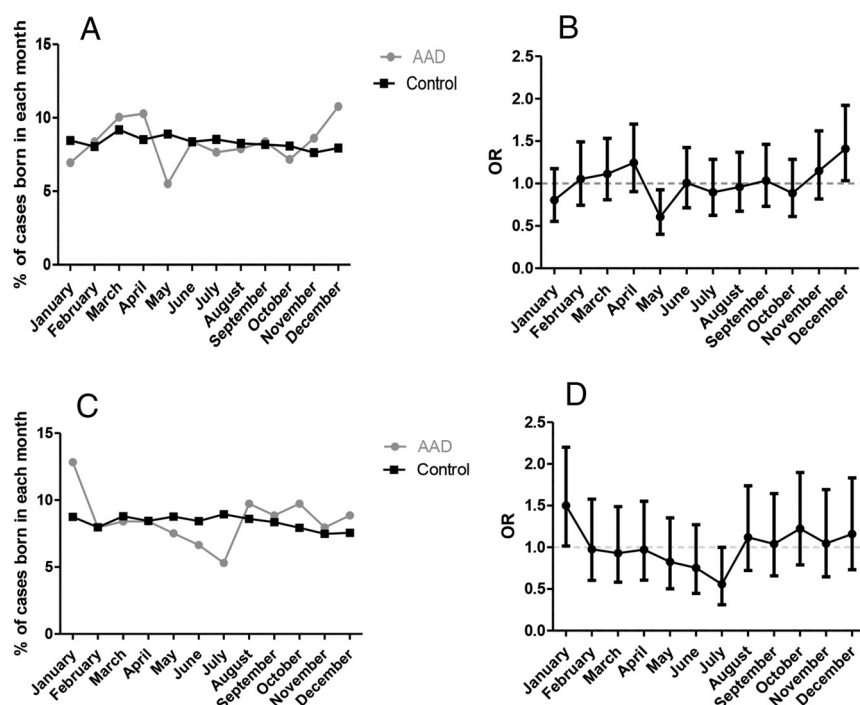 A
% of cases born in each month
15
10
5
0
AAD
Control
January
February
March
April
May
June
July
August
September
October
November
December
B
OR
2.5
2.0
1.5
1.0
0.5
0.0
January
February
March
April
May
June
July
August
September
October
November
December
C
% of cases born in each month
15
10
5
0
AAD
Control
January
February
March
April
May
June
July
August
September
October
November
December
D
OR
2.5
2.0
1.5
1.0
0.5
0.0
January
February
March
April
May
June
July
August
September
October
November
December